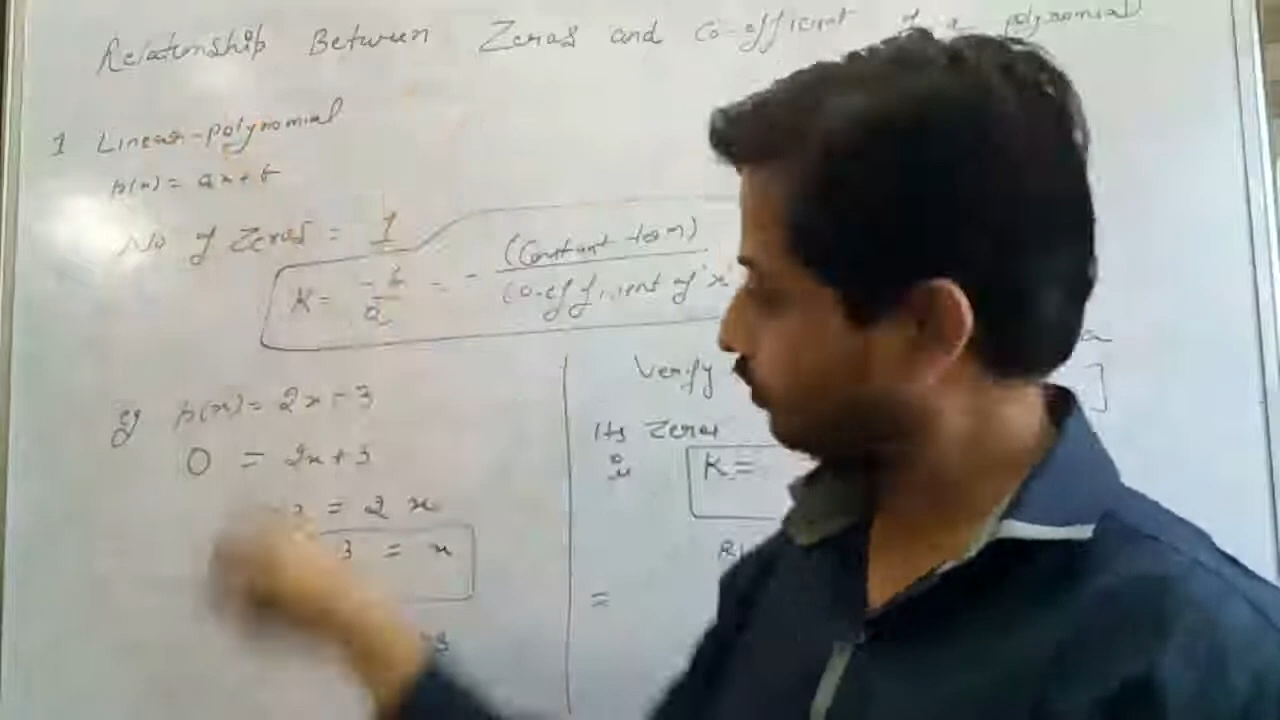 Relationship Between Zeros and Co-efficient of a polynomial
1 Linear-polynomial
p(x) = ax+b
No of Zeros = 1
K = -b/a = - (Constant term)/(Co-efficient of 'x'
eg p(x) = 2x-3
0 = 2x+3
= 2x
3 = x
Verify
Its Zeros
K =
=